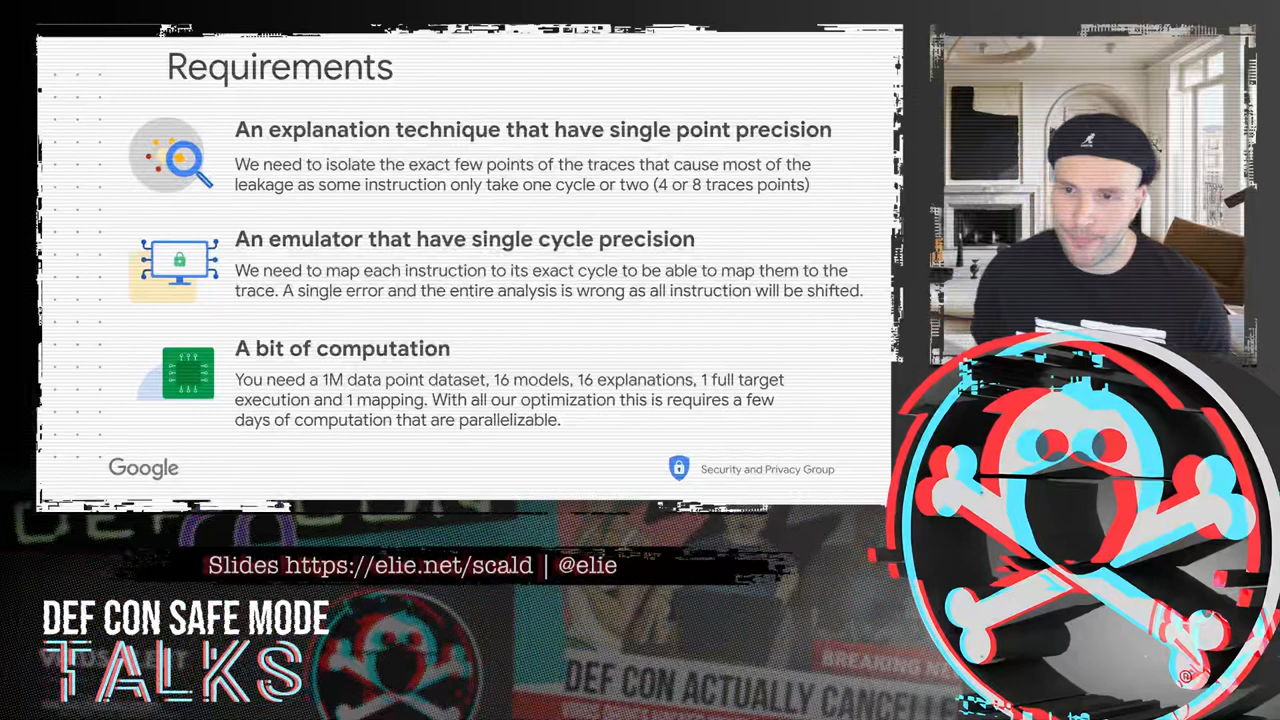 Requirements
An explanation technique that have single point precision
We need to isolate the exact few points of the traces that cause most of the
leakage as some instruction only take one cycle or two (4 or 8 traces points)
An emulator that have single cycle precision
We need to map each instruction to its exact cycle to be able to map them to the
trace. A single error and the entire analysis is wrong as all instruction will be shifted.
A bit of computation
You need a 1M data point dataset, 16 models, 16 explanations, 1 full target
execution and 1 mapping. With all our optimization this is requires a few
days of computation that are parallelizable.
Google
Security and Privacy Group
DEF CON
Slides https://elie.net/scald | @elie
DEF CON SAFE MODE
TALKS
BREAKING NE
DEF CON ACTUALLY CANCELLE
®